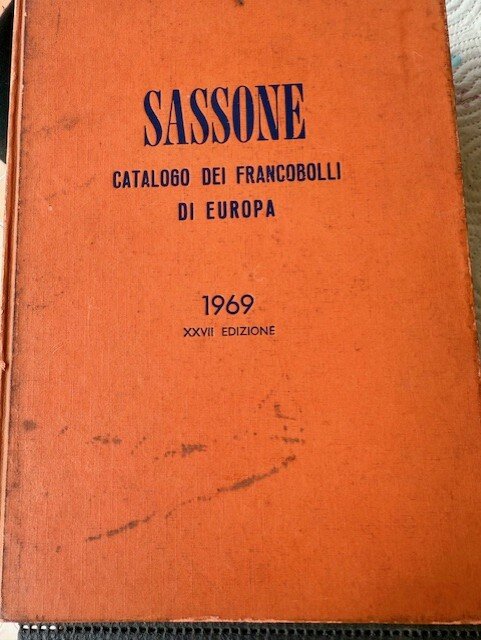 SASSONE
CATALOGO DEI FRANCOBOLLI
DI EUROPA
1969
XXVII EDIZIONE